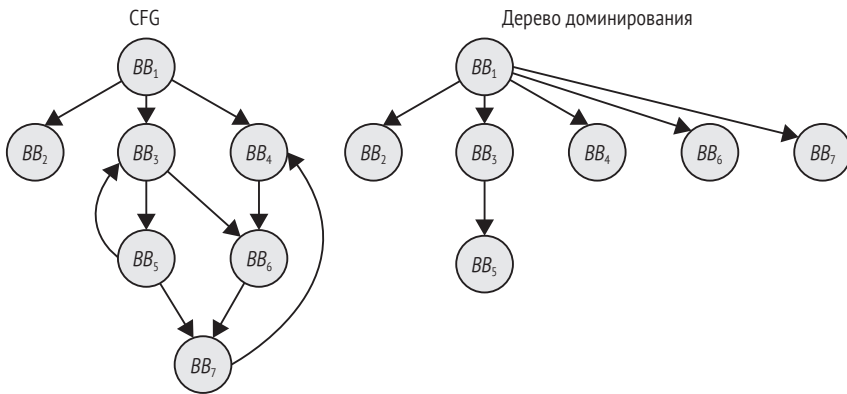 CFG
Дерево доминирования
BB₁
BB₂
BB₃
BB₄
BB₅
BB₆
BB₇
BB₁
BB₂
BB₃
BB₄
BB₆
BB₇
BB₅